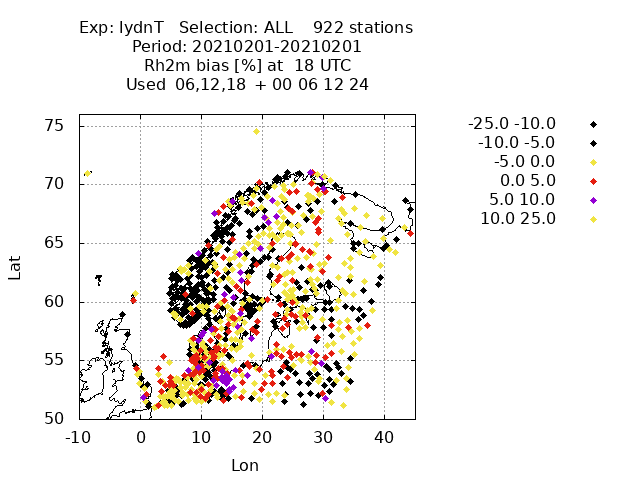 Exp: lydnT   Selection: ALL    922 stations
Period: 20210201-20210201
Rh2m bias [%] at  18 UTC
Used  06,12,18  + 00 06 12 24
-25.0 -10.0
-10.0 -5.0
-5.0 0.0
0.0 5.0
5.0 10.0
10.0 25.0
75
70
65
60
55
50
Lat
-10 0 10 20 30 40
Lon